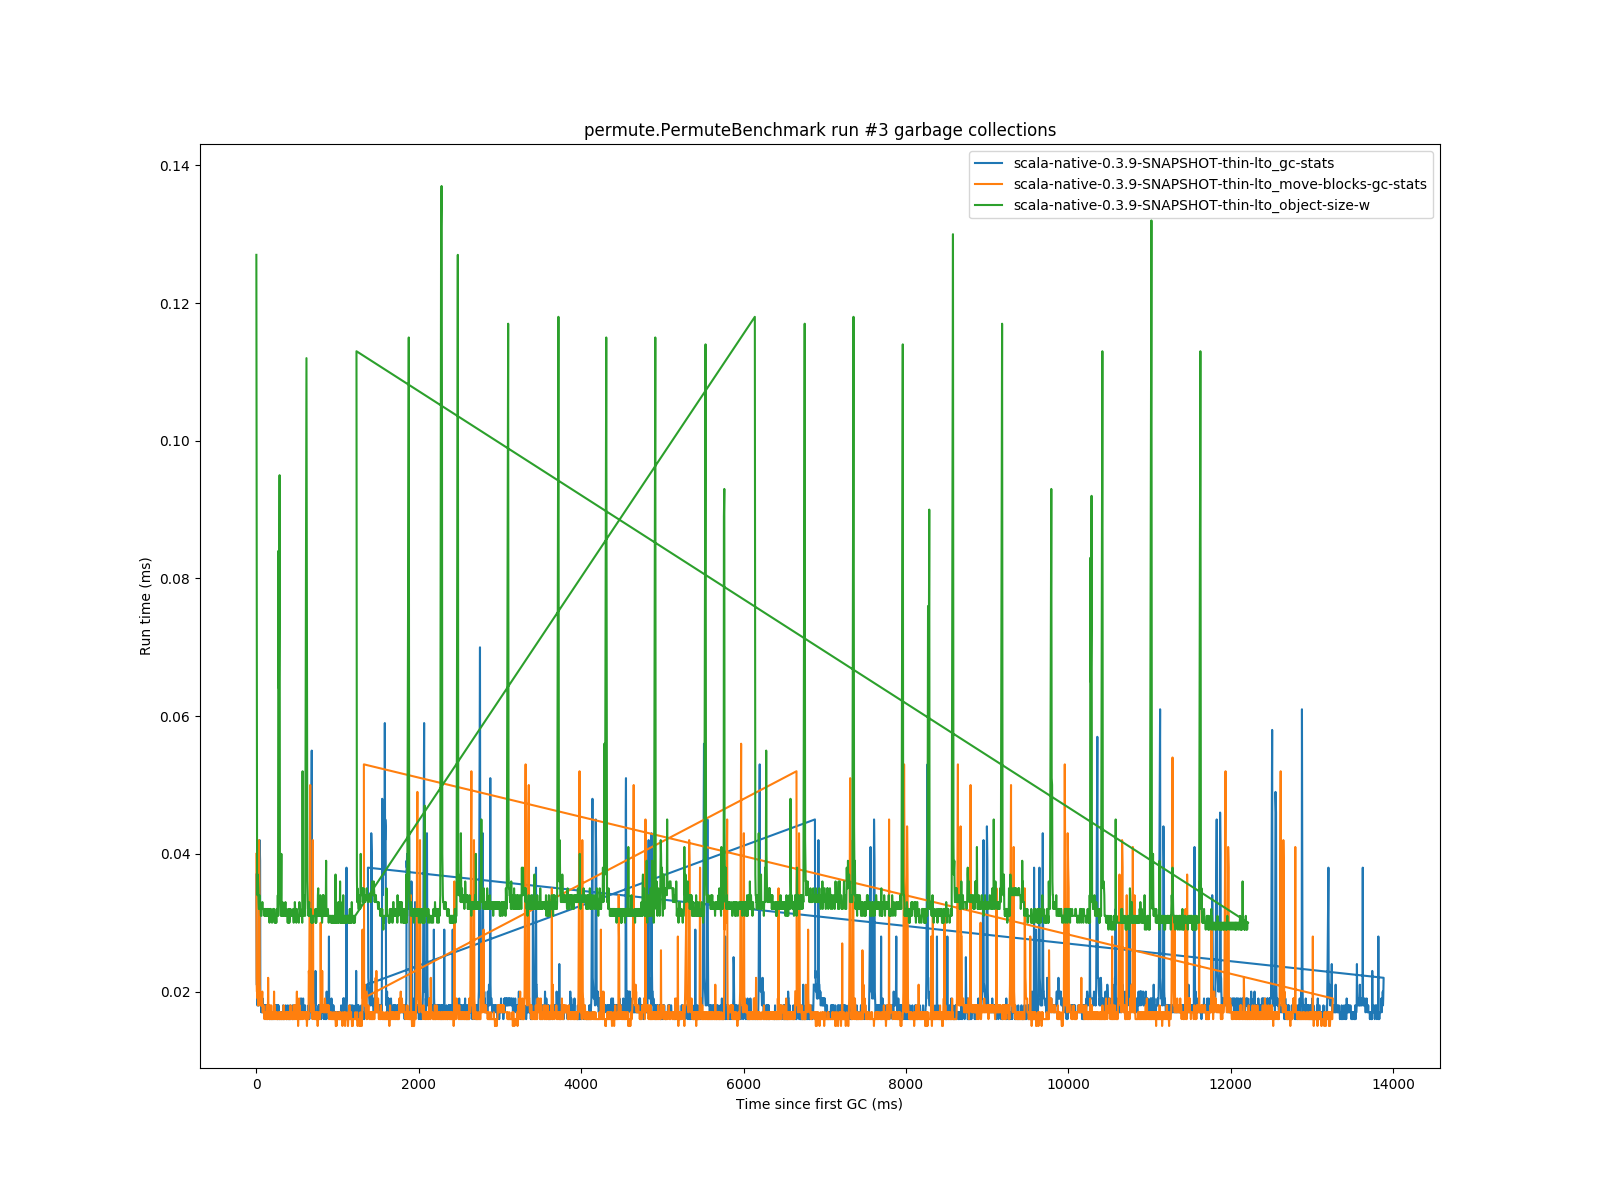 permute.PermuteBenchmark run #3 garbage collections
scala-native-0.3.9-SNAPSHOT-thin-lto_gc-stats
scala-native-0.3.9-SNAPSHOT-thin-lto_move-blocks-gc-stats
scala-native-0.3.9-SNAPSHOT-thin-lto_object-size-w
0.14
0.12
0.10
0.08
0.06
0.04
0.02
Run time (ms)
0 2000 4000 6000 8000 10000 12000 14000
Time since first GC (ms)